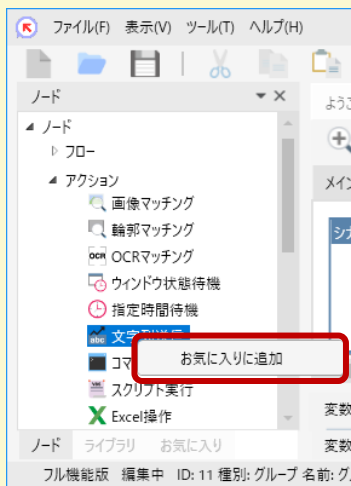 ファイル(F) 表示(V) ツール(T) ヘルプ(H)
ノード
ノード
フロー
アクション
画像マッチング
輪郭マッチング
OCR OCRマッチング
ウィンドウ状態待機
指定時間待機
abc
お気に入りに追加
スクリプト実行
Excel操作
ノード ライブラリ お気に入り
変数
変数
フル機能版 編集中 ID: 11 種別: グループ 名前: